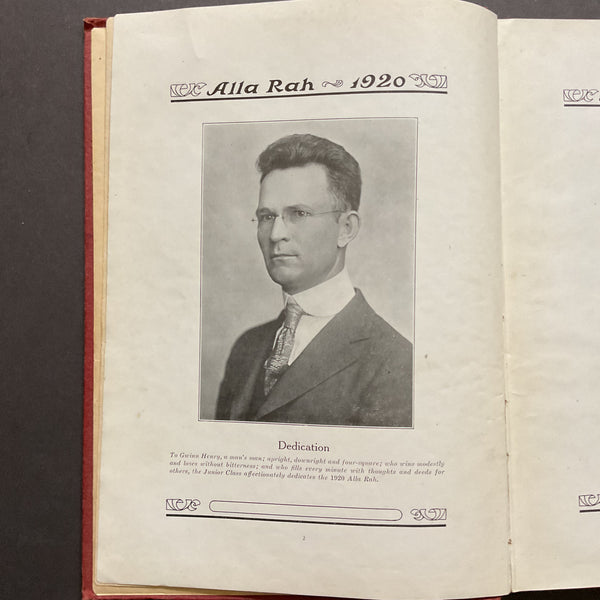 Alla Rah 1920
Dedication
To Gwinn Henry, a man's man; upright, downright and four-square; who wins modestly
and loses without bitterness; and who fills every minute with thoughts and deeds for
others, the Junior Class affectionately dedicates the 1920 Alla Rah.